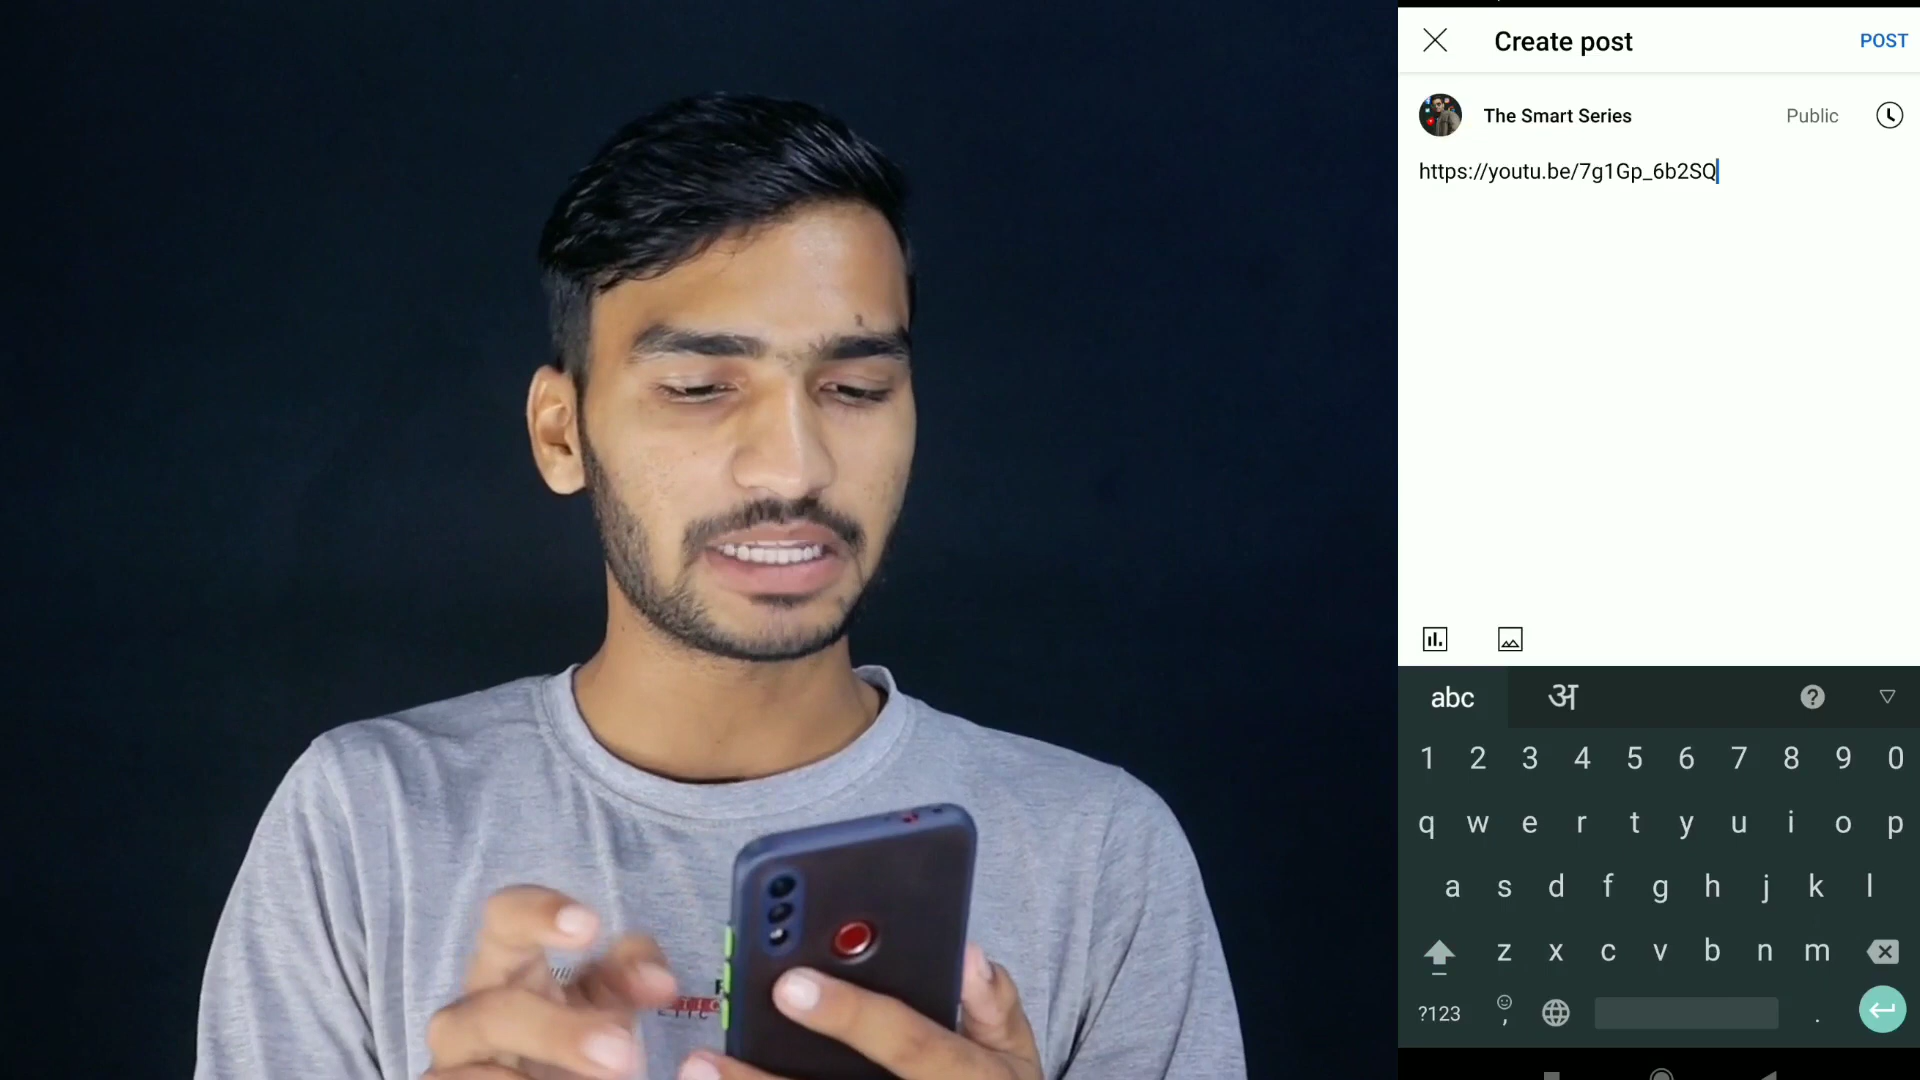 Create post
POST
The Smart Series
Public
https://youtu.be/7g1Gp_6b2SQ
abc
अ
?
1 2 3 4 5 6 7 8 9 0
q w e r t y u i o p
a s d f g h j k l
z x c v b n m
?123
,
.